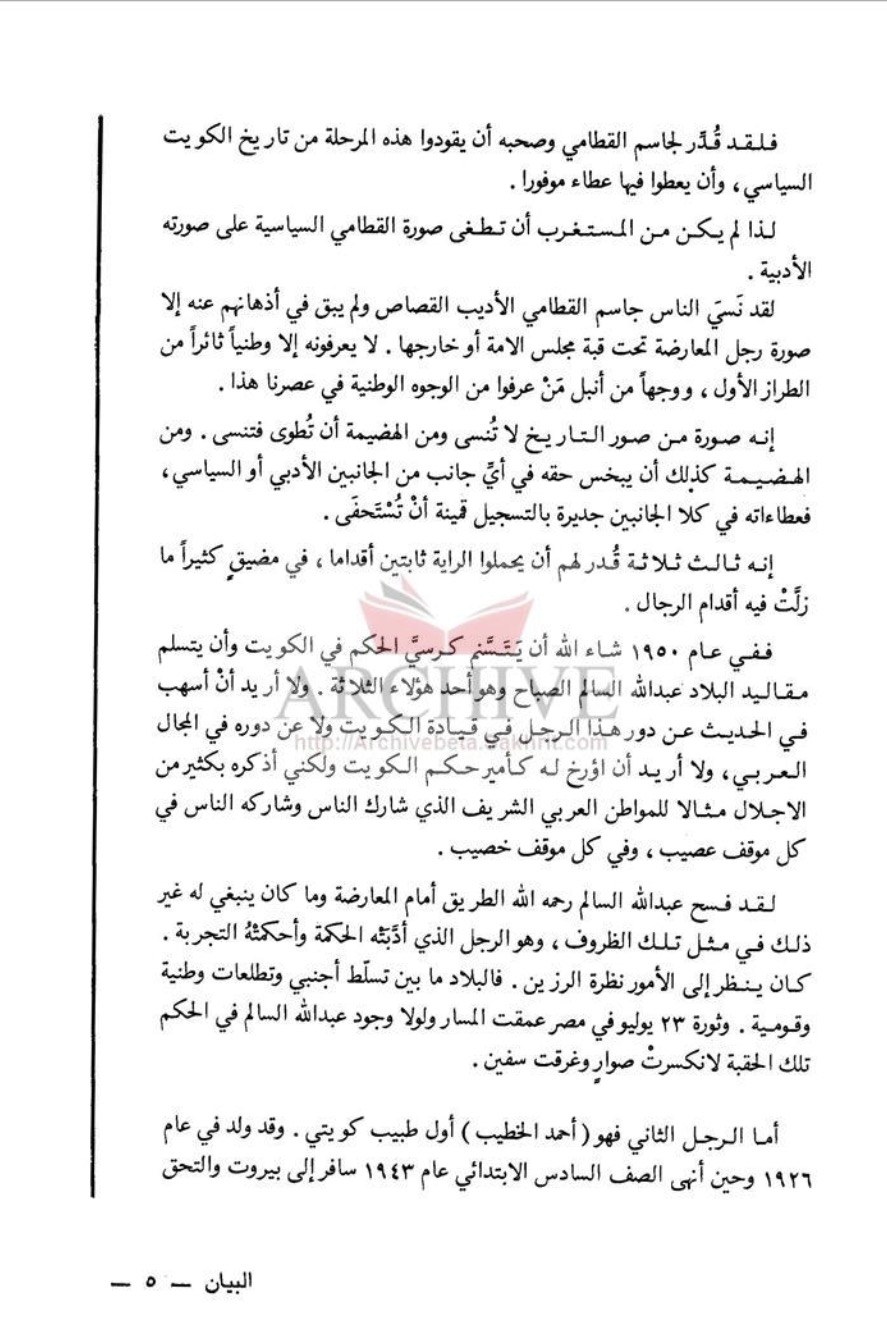 فلقد قُدَّر لجاسم القطامي وصحبه أن يقودوا هذه المرحلة من تاريخ الكويت
السياسي، وأن يعطوا فيها عطاء موفورا.
لذا لم يكن من المستغرب أن تطغى صورة القطامي السياسية على صورته
الأدبية.
لقد نَسيَ الناس جاسم القطامي الأديب القصاص ولم يبق في أذهانهم عنه إلا
صورة رجل المعارضة تحت قبة مجلس الامة أو خارجها. لا يعرفونه إلا وطنياً ثائراً من
الطراز الأول، ووجهاً من أنبل مَنْ عرفوا من الوجوه الوطنية في عصرنا هذا.
إنه صورة من صور التاريخ لا تُنسى ومن الهضيمة أن تُطوى فتنسى. ومن
الهضيمة كذلك أن يبخس حقه في أيِّ جانب من الجانبين الأدبي أو السياسي،
فعطاءاته في كلا الجانبين جديرة بالتسجيل قمينة أنْ تُسْتَحفَى.
إنه ثالث ثلاثة قُدر لهم أن يحملوا الراية ثابتين أقداما، في مضيقٍ كثيراً ما
زلَّتْ فيه أقدام الرجال.
ففي عام ١٩٥٠ شاء الله أن يَتَسَّنم كرسيَّ الحكم في الكويت وأن يتسلم
مقاليد البلاد عبدالله السالم الصباح وهو أحد هؤلاء الثلاثة. ولا أريد أنْ أسهب
في الحديث عن دور هذا الرجل في قيادة الكويت ولا عن دوره في المجال
العربي، ولا أريد أن اؤرخ له كأمير حكم الكويت ولكني أذكره بكثير من
الاجلال مثالا للمواطن العربي الشريف الذي شارك الناس وشاركه الناس في
كل موقف عصيب، وفي كل موقف خصيب.
لقد فسح عبدالله السالم رحمه الله الطريق أمام المعارضة وما كان ينبغي له غير
ذلك في مثل تلك الظروف، وهو الرجل الذي أدَّبَتْه الحكمة وأحكمتْهُ التجربة.
كان ينظر إلى الأمور نظرة الرزين. فالبلاد ما بين تسلّط أجنبي وتطلعات وطنية
وقومية. وثورة ٢٣ يوليو في مصر عمقت المسار ولولا وجود عبدالله السالم في الحكم
تلك الحقبة لانكسرتْ صوارٍ وغرقت سفين.
أما الرجل الثاني فهو (أحمد الخطيب) أول طبيب كويتي. وقد ولد في عام
١٩٢٦ وحين أنهى الصف السادس الابتدائي عام ١٩٤٣ سافر إلى بيروت والتحق
البيان — ٥ —
ARCHIVE
http://Archivebeta.Sakhrit.com